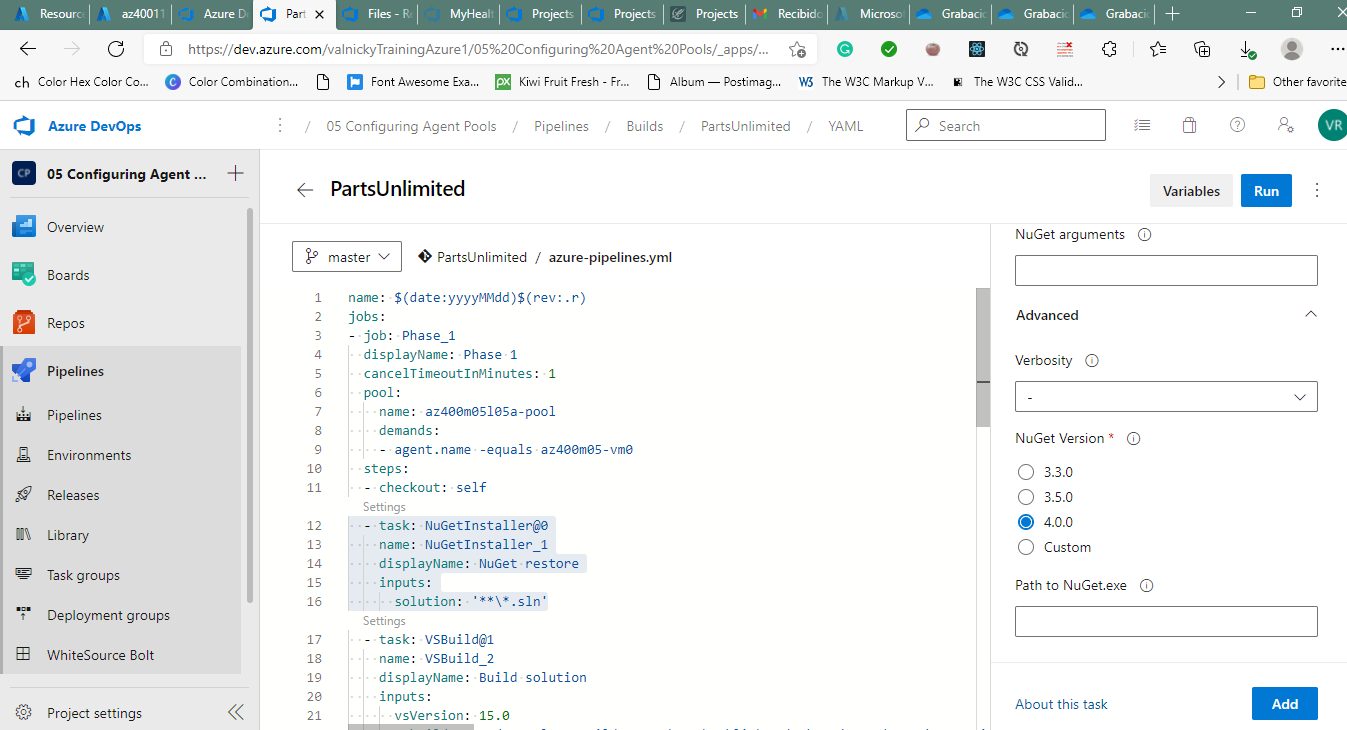 Resourc
az40011
Azure De
Part
Files - Re
MyHealt
Projects
Projects
Projects
Recibido
Microso
Grabacic
Grabacic
Grabacic
https://dev.azure.com/valnickyTrainingAzure1/05%20Configuring%20Agent%20Pools/_apps/...
ch Color Hex Color Co...
Color Combination...
Font Awesome Exa...
px Kiwi Fruit Fresh - Fr...
Album — Postimag...
W3 The W3C Markup V...
The W3C CSS Valid...
Other favorite
Azure DevOps
/ 05 Configuring Agent Pools / Pipelines / Builds / PartsUnlimited / YAML
Search
VR
CP 05 Configuring Agent ...
Overview
Boards
Repos
Pipelines
Pipelines
Environments
Releases
Library
Task groups
Deployment groups
WhiteSource Bolt
Project settings
PartsUnlimited
Variables
Run
master
PartsUnlimited / azure-pipelines.yml
1 name: $(date:yyyyMMdd)$(rev:.r)
2 jobs:
3 - job: Phase_1
4 displayName: Phase 1
5 cancelTimeoutInMinutes: 1
6 pool:
7 name: az400m05l05a-pool
8 demands:
9 - agent.name -equals az400m05-vm0
10 steps:
11 - checkout: self
Settings
12 - task: NuGetInstaller@0
13 name: NuGetInstaller_1
14 displayName: NuGet restore
15 inputs:
16 solution: '**\*.sln'
Settings
17 - task: VSBuild@1
18 name: VSBuild_2
19 displayName: Build solution
20 inputs:
21 vsVersion: 15.0
NuGet arguments
Advanced
Verbosity
-
NuGet Version *
3.3.0
3.5.0
4.0.0
Custom
Path to NuGet.exe
About this task
Add